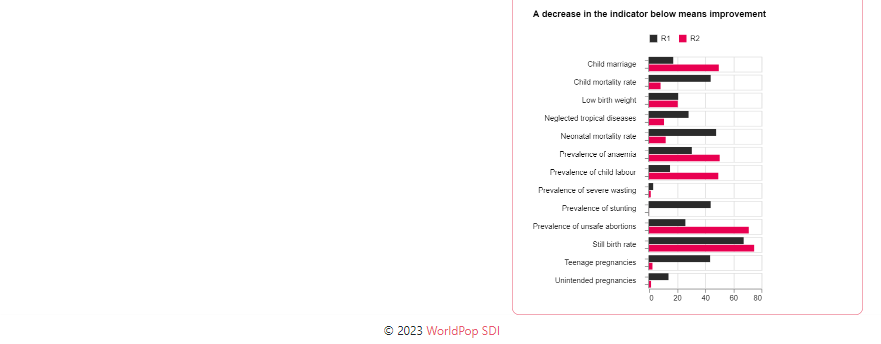 A decrease in the indicator below means improvement
R1 R2
Child marriage
Child mortality rate
Low birth weight
Neglected tropical diseases
Neonatal mortality rate
Prevalence of anaemia
Prevalence of child labour
Prevalence of severe wasting
Prevalence of stunting
Prevalence of unsafe abortions
Still birth rate
Teenage pregnancies
Unintended pregnancies
0 20 40 60 80
© 2023 WorldPop SDI